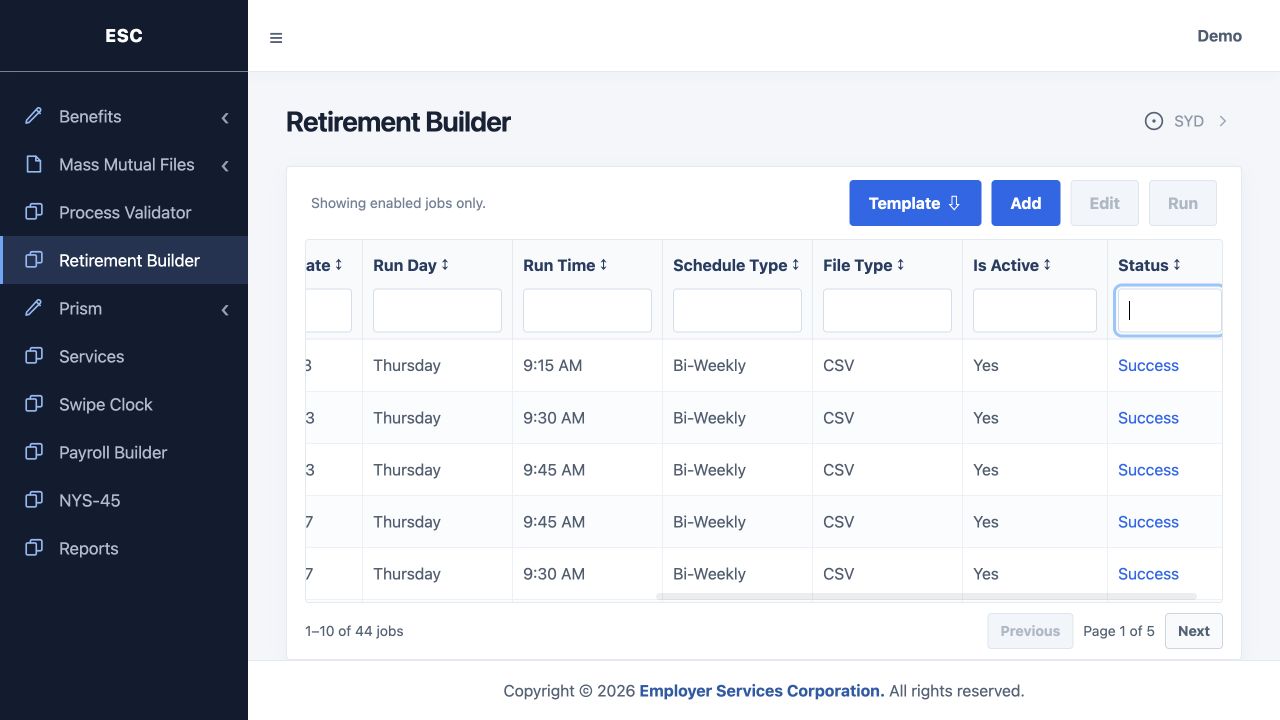 ESC
Demo
Benefits
Mass Mutual Files
Process Validator
Retirement Builder
Prism
Services
Swipe Clock
Payroll Builder
NYS-45
Reports
Retirement Builder
SYD
Showing enabled jobs only.
Template
Add
Edit
Run
ate Run Day Run Time Schedule Type File Type Is Active Status
3 Thursday 9:15 AM Bi-Weekly CSV Yes Success
3 Thursday 9:30 AM Bi-Weekly CSV Yes Success
3 Thursday 9:45 AM Bi-Weekly CSV Yes Success
7 Thursday 9:45 AM Bi-Weekly CSV Yes Success
7 Thursday 9:30 AM Bi-Weekly CSV Yes Success
1–10 of 44 jobs
Previous
Page 1 of 5
Next
Copyright © 2026 Employer Services Corporation. All rights reserved.